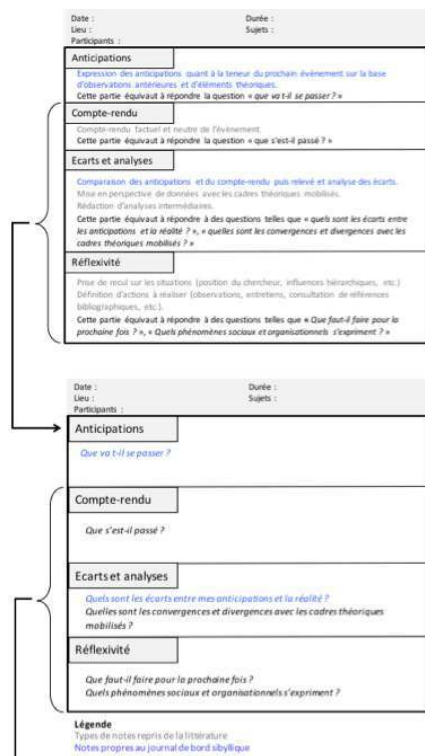 Date : Durée :
Lieu : Sujets :
Participants :
Anticipations
Expression des anticipations quant à la teneur du prochain évènement sur la base
d'observations antérieures et d'éléments théoriques.
Cette partie équivaut à répondre la question « que va t-il se passer ? »
Compte-rendu
Compte-rendu factuel et neutre de l'évènement.
Cette partie équivaut à répondre la question « que s'est-il passé ? »
Ecarts et analyses
Comparaison des anticipations et du compte-rendu puis relevé et analyse des écarts.
Mise en perspective de données avec les cadres théoriques mobilisés.
Rédaction d'analyses intermédiaires.
Cette partie équivaut à répondre à des questions telles que « quels sont les écarts entre
les anticipations et la réalité ? », « quelles sont les convergences et divergences avec les
cadres théoriques mobilisés ? »
Réflexivité
Prise de recul sur les situations (position du chercheur, influences hiérarchiques, etc.)
Définition d'actions à réaliser (observations, entretiens, consultation de références
bibliographiques, etc.).
Cette partie équivaut à répondre à des questions telles que « Que faut-il faire pour la
prochaine fois ? », « Quels phénomènes sociaux et organisationnels s'expriment ? »
Date : Durée :
Lieu : Sujets :
Participants :
Anticipations
Que va t-il se passer ?
Compte-rendu
Que s'est-il passé ?
Ecarts et analyses
Quels sont les écarts entre mes anticipations et la réalité ?
Quelles sont les convergences et divergences avec les cadres théoriques
mobilisés ?
Réflexivité
Que faut-il faire pour la prochaine fois ?
Quels phénomènes sociaux et organisationnels s'expriment ?
Légende
Types de notes repris de la littérature
Notes propres au journal de bord sibyllique